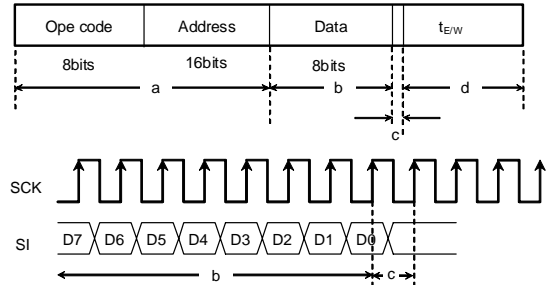 Ope code Address Data tE/W
8bits 16bits 8bits
a b d
c
SCK
SI D7 D6 D5 D4 D3 D2 D1 D0
b c